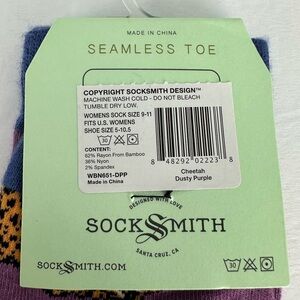 MADE IN CHINA
SEAMLESS TOE
COPYRIGHT SOCKSMITH DESIGN™
MACHINE WASH COLD - DO NOT BLEACH
TUMBLE DRY LOW.
WOMENS SOCK SIZE 9-11
FITS U.S. WOMENS
SHOE SIZE 5-10.5
30
CONTENT:
62% Rayon From Bamboo
36% Nyon
2% Spandex
WBN651-DPP
Made in China
8 48292 02223 8
Cheetah
Dusty Purple
DESIGNED WITH LOVE
SOCKSMITH
SANTA CRUZ, CA
SOCKSMITH.COM
30